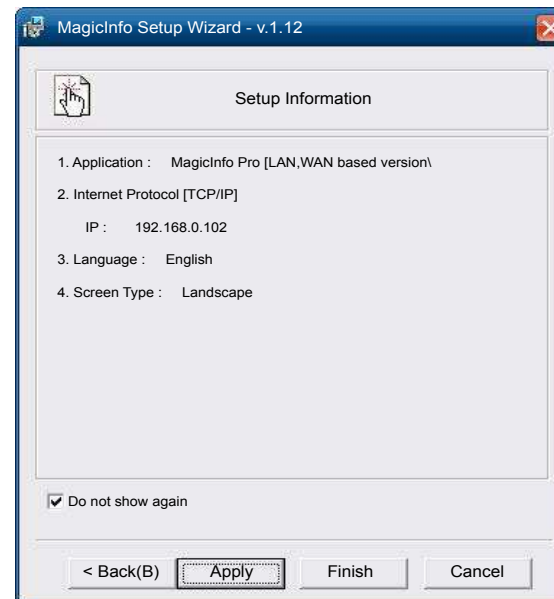 MagicInfo Setup Wizard - v.1.12
Setup Information
1. Application : MagicInfo Pro [LAN,WAN based version\
2. Internet Protocol [TCP/IP]
IP : 192.168.0.102
3. Language : English
4. Screen Type : Landscape
Do not show again
< Back(B) Apply Finish Cancel